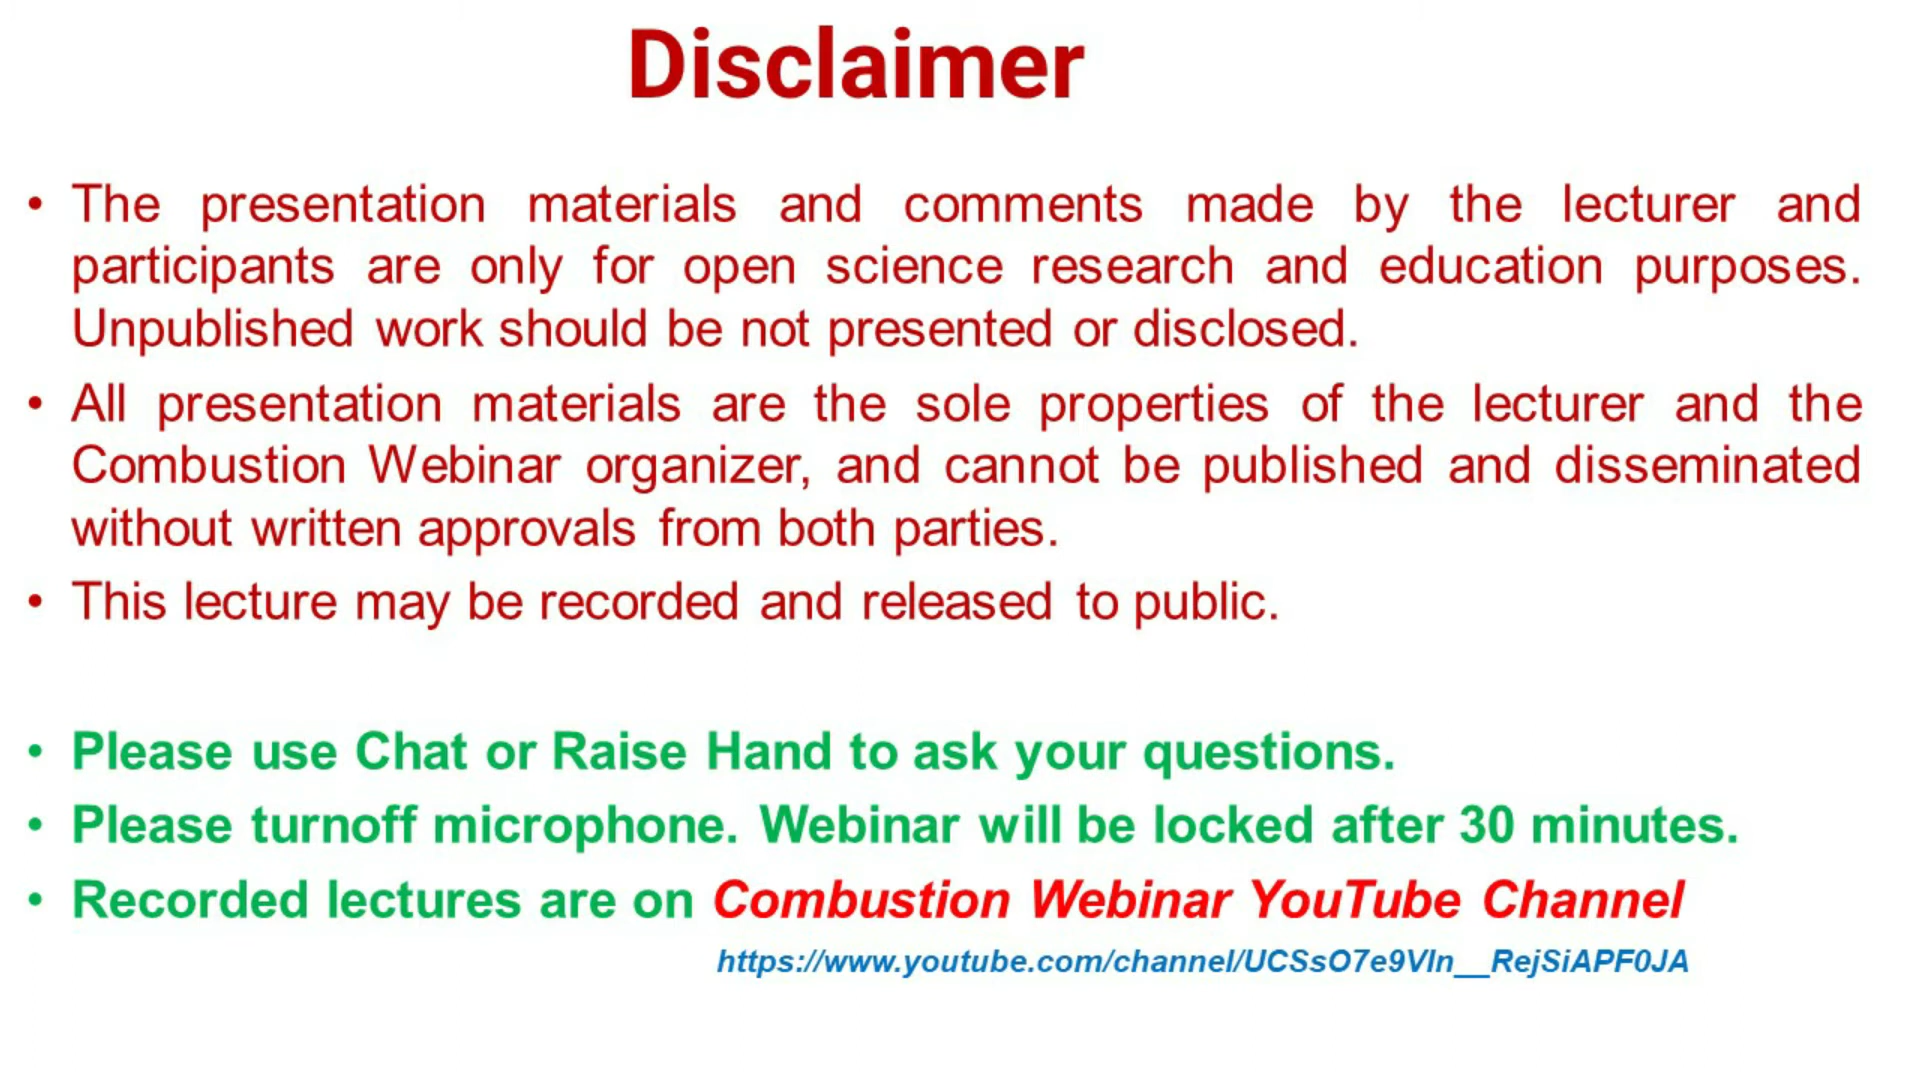 Disclaimer
• The presentation materials and comments made by the lecturer and
participants are only for open science research and education purposes.
Unpublished work should be not presented or disclosed.
• All presentation materials are the sole properties of the lecturer and the
Combustion Webinar organizer, and cannot be published and disseminated
without written approvals from both parties.
• This lecture may be recorded and released to public.
• Please use Chat or Raise Hand to ask your questions.
• Please turnoff microphone. Webinar will be locked after 30 minutes.
• Recorded lectures are on Combustion Webinar YouTube Channel
https://www.youtube.com/channel/UCSsO7e9VIn__RejSiAPF0JA